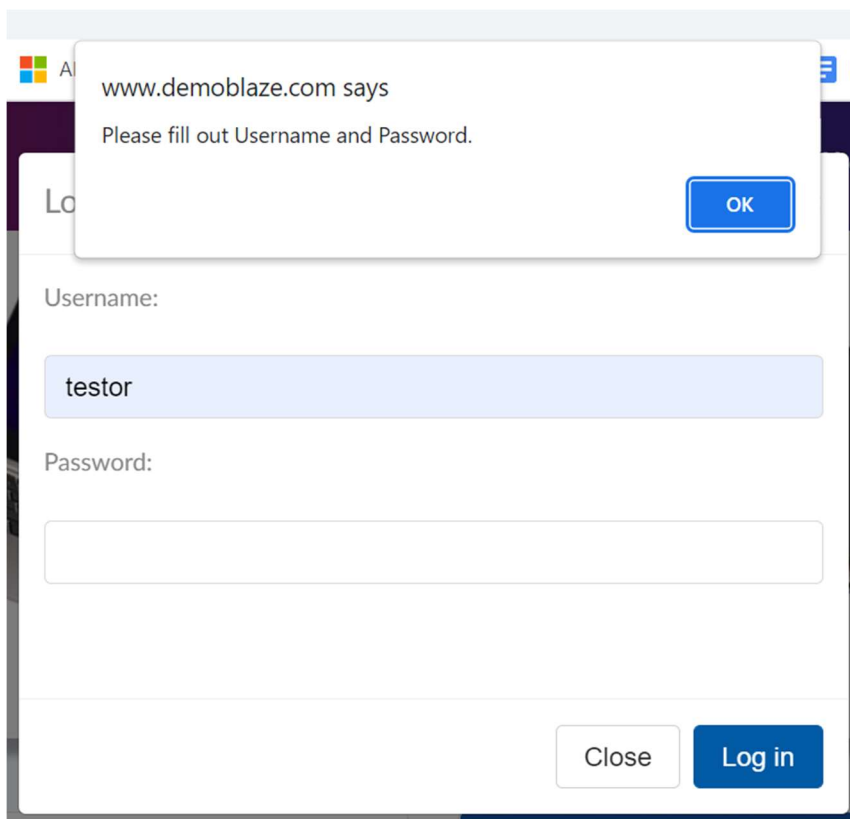 www.demoblaze.com says
Please fill out Username and Password.
OK
Username:
testor
Password:
Close
Log in